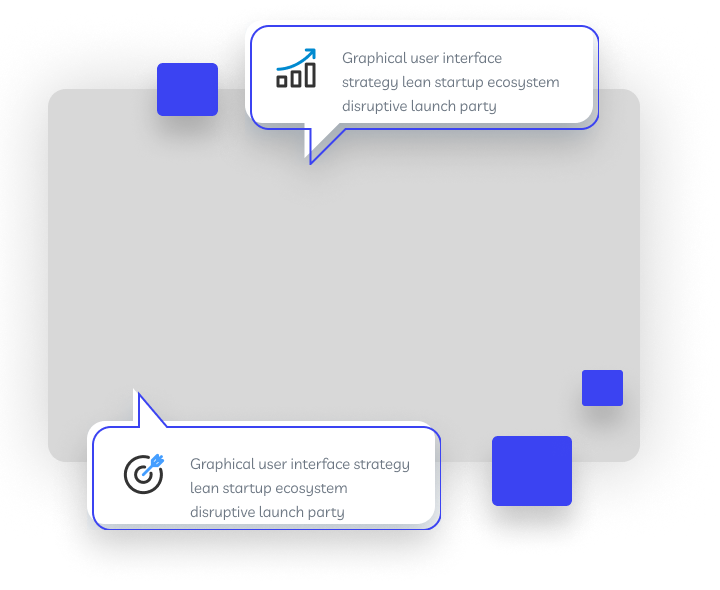 Graphical user interface
strategy lean startup ecosystem
disruptive launch party
Graphical user interface strategy
lean startup ecosystem
disruptive launch party